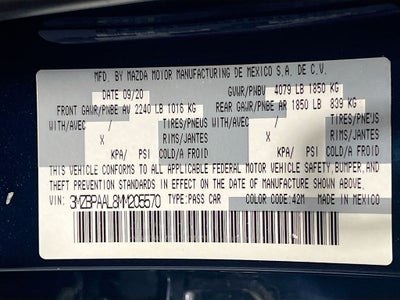 MFD. BY MAZDA MOTOR MANUFACTURING DE MEXICO S.A. DE C.V.
DATE 09/20 GVWR/PNBV 4079 LB 1850 KG
FRONT GAWR/PNBE AV 2240 LB 1016 KG REAR GAWR/PNBE AR 1850 LB 839 KG
WITH/AVEC / TIRES/PNEUS WITH/AVEC / TIRES/PNEUS
X RIMS/JANTES X RIMS/JANTES
KPA/ PSI COLD/A FROID KPA/ PSI COLD/A FROID
THIS VEHICLE CONFORMS TO ALL APPLICABLE FEDERAL MOTOR VEHICLE SAFETY,BUMPER,AND
THEFT PREVENTION STANDARDS IN EFFECT ON THE DATE OF MANUFACTURE SHOWN ABOVE.
VIN: 3MZBPAAL8MM205570 TYPE:PASS CAR COLOR CODE:42M MADE IN MEXICO